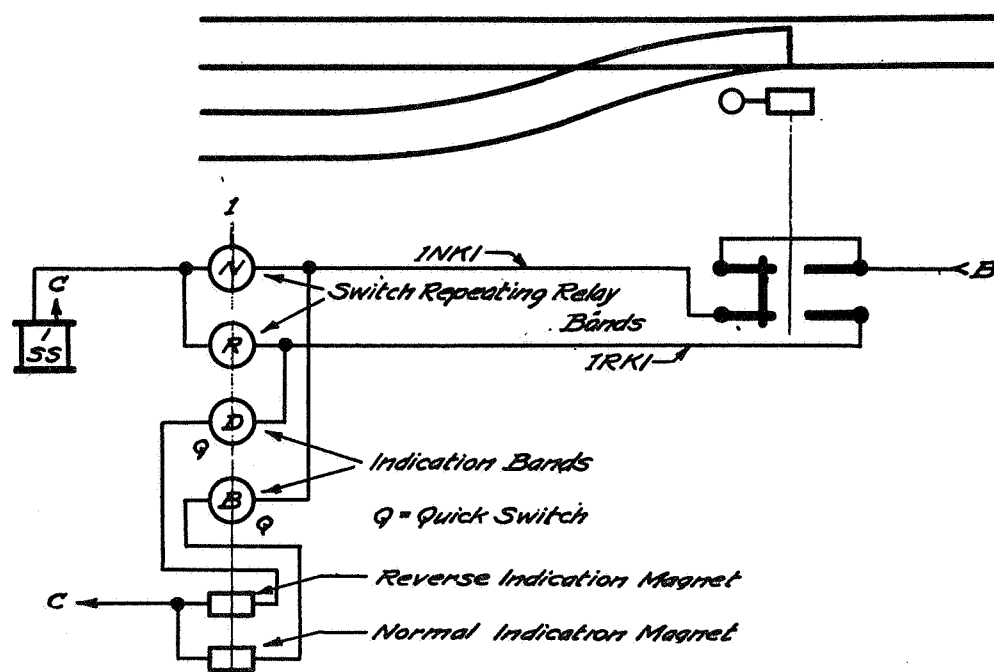 1
N
1NK1
B
Switch Repeating Relay
Bands
C
1
SS
R
1RK1
D
Q
Indication Bands
B
Q
Q = Quick Switch
Reverse Indication Magnet
C
Normal Indication Magnet